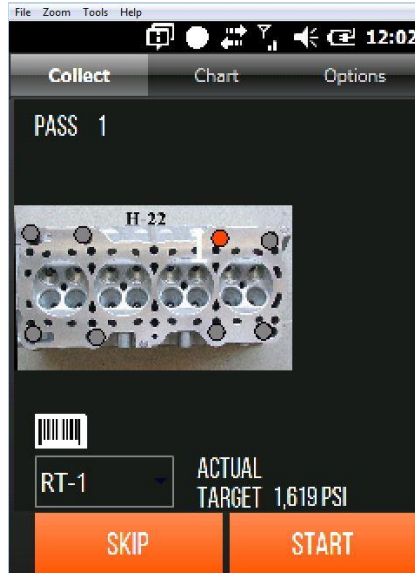 File Zoom Tools Help
12:02
Collect Chart Options
PASS 1
H-22
RT-1
ACTUAL
TARGET 1,619 PSI
SKIP START